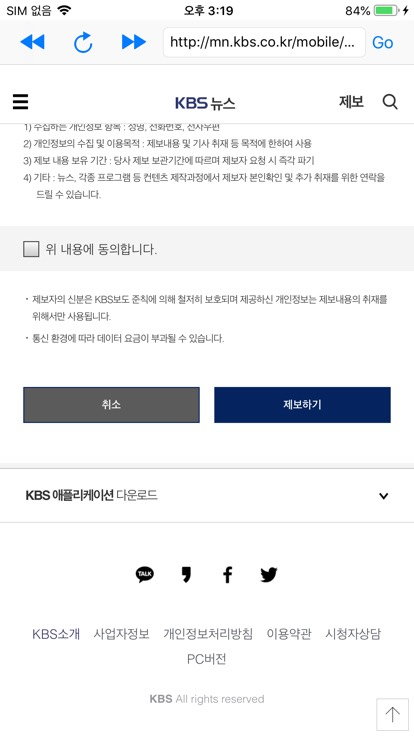 SIM 없음 오후 3:19 84%
http://mn.kbs.co.kr/mobile/... Go
KBS 뉴스 제보
1) 수집하는 개인정보 항목 : 성명, 전화번호, 전자우편
2) 개인정보의 수집 및 이용목적 : 제보내용 및 기사 취재 등 목적에 한하여 사용
3) 제보 내용 보유 기간 : 당사 제보 보관기간에 따르며 제보자 요청 시 즉각 파기
4) 기타 : 뉴스, 각종 프로그램 등 컨텐츠 제작과정에서 제보자 본인확인 및 추가 취재를 위한 연락을
드릴 수 있습니다.
위 내용에 동의합니다.
· 제보자의 신분은 KBS보도 준칙에 의해 철저히 보호되며 제공하신 개인정보는 제보내용의 취재를
위해서만 사용됩니다.
· 통신 환경에 따라 데이터 요금이 부과될 수 있습니다.
취소 제보하기
KBS 애플리케이션 다운로드
TALK
KBS소개 사업자정보 개인정보처리방침 이용약관 시청자상담
PC버전
KBS All rights reserved